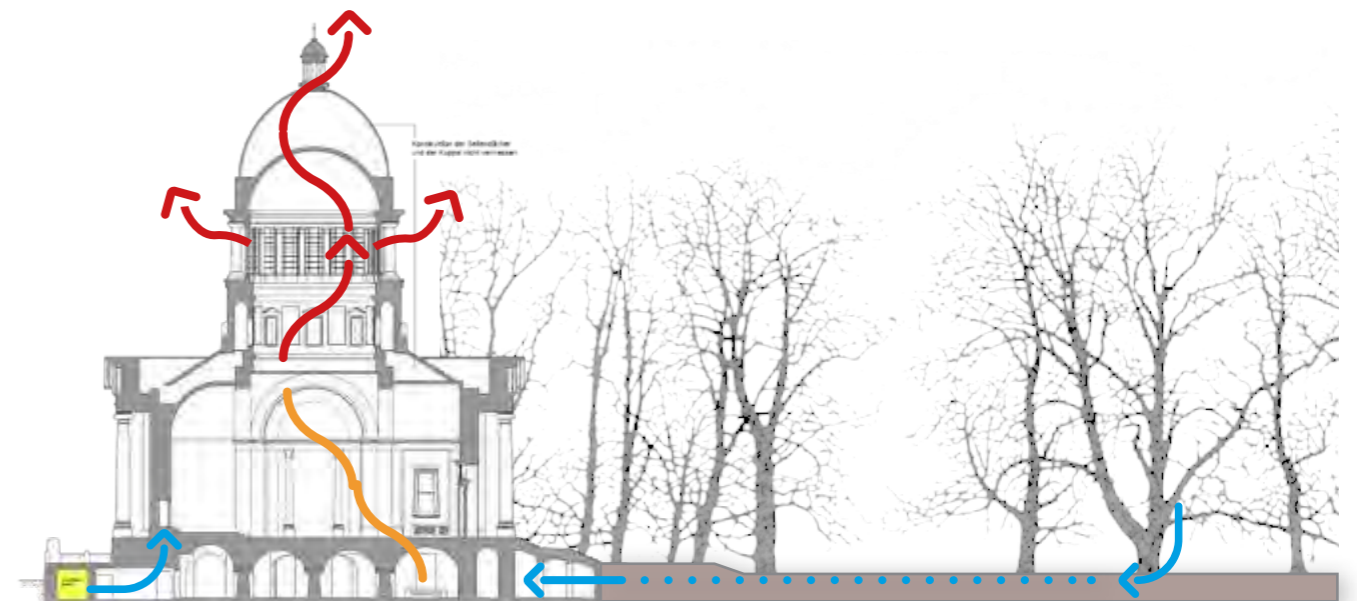 Konstruktion der Seitendächer
und der Kuppel nicht vermessen